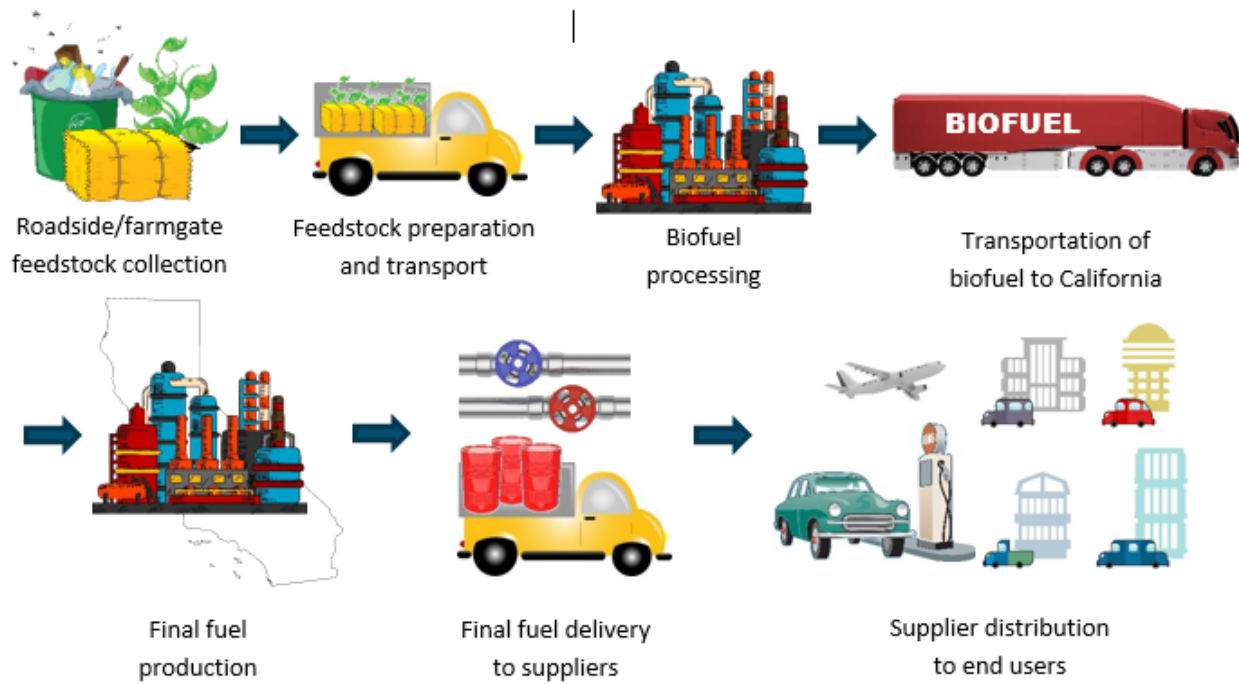 BIOFUEL
Roadside/farmgate
feedstock collection
Feedstock preparation
and transport
Biofuel
processing
Transportation of
biofuel to California
Final fuel
production
Final fuel delivery
to suppliers
Supplier distribution
to end users